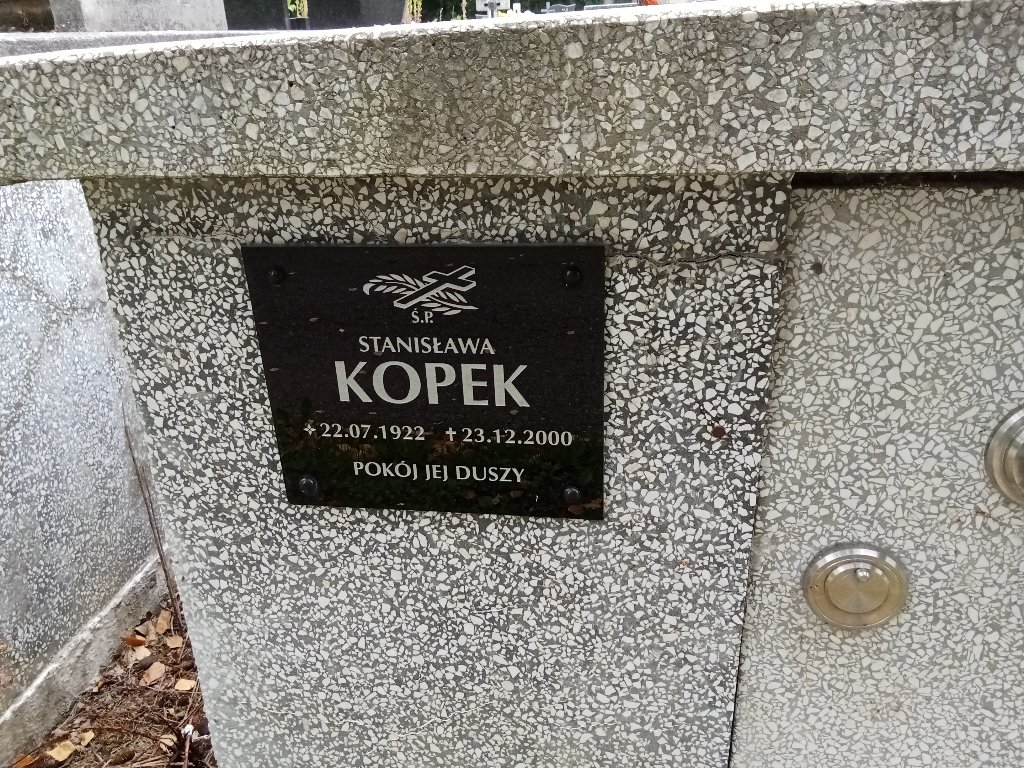 Ś.P.
STANISŁAWA
KOPEK
22.07.1922 †23.12.2000
POKÓJ JEJ DUSZY